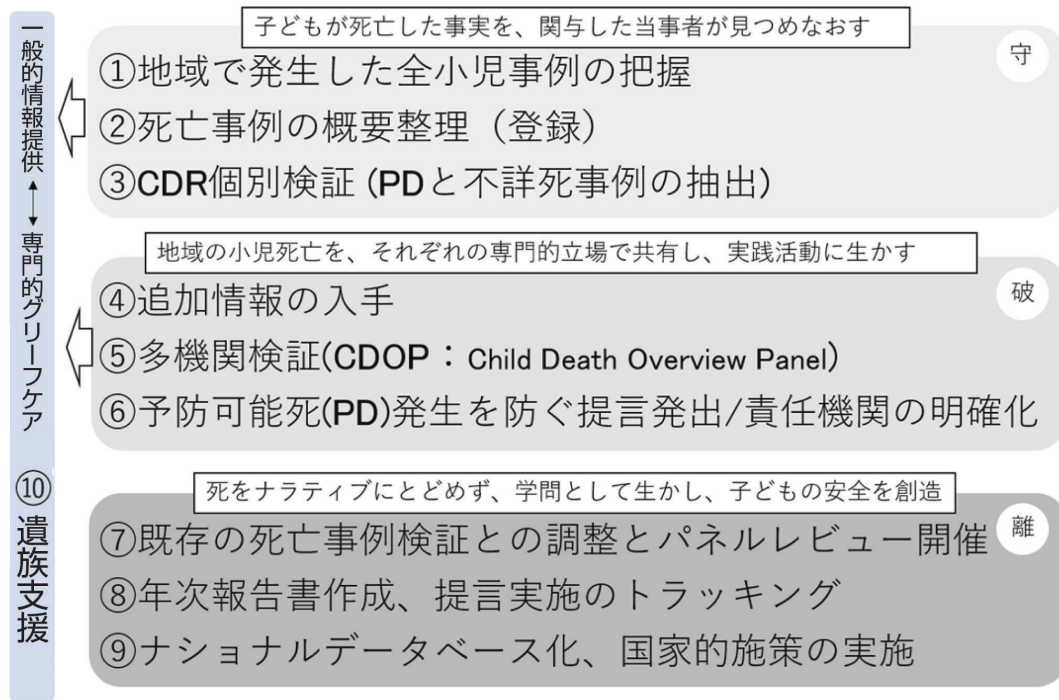 子どもが死亡した事実を、関与した当事者が見つめなおす
守
①地域で発生した全小児事例の把握
②死亡事例の概要整理（登録）
③CDR個別検証 (PDと不詳死事例の抽出)
地域の小児死亡を、それぞれの専門的立場で共有し、実践活動に生かす
破
④追加情報の入手
⑤多機関検証(CDOP：Child Death Overview Panel)
⑥予防可能死(PD)発生を防ぐ提言発出/責任機関の明確化
死をナラティブにとどめず、学問として生かし、子どもの安全を創造
離
⑦既存の死亡事例検証との調整とパネルレビュー開催
⑧年次報告書作成、提言実施のトラッキング
⑨ナショナルデータベース化、国家的施策の実施
一般的情報提供↔専門的グリーフケア
⑩遺族支援